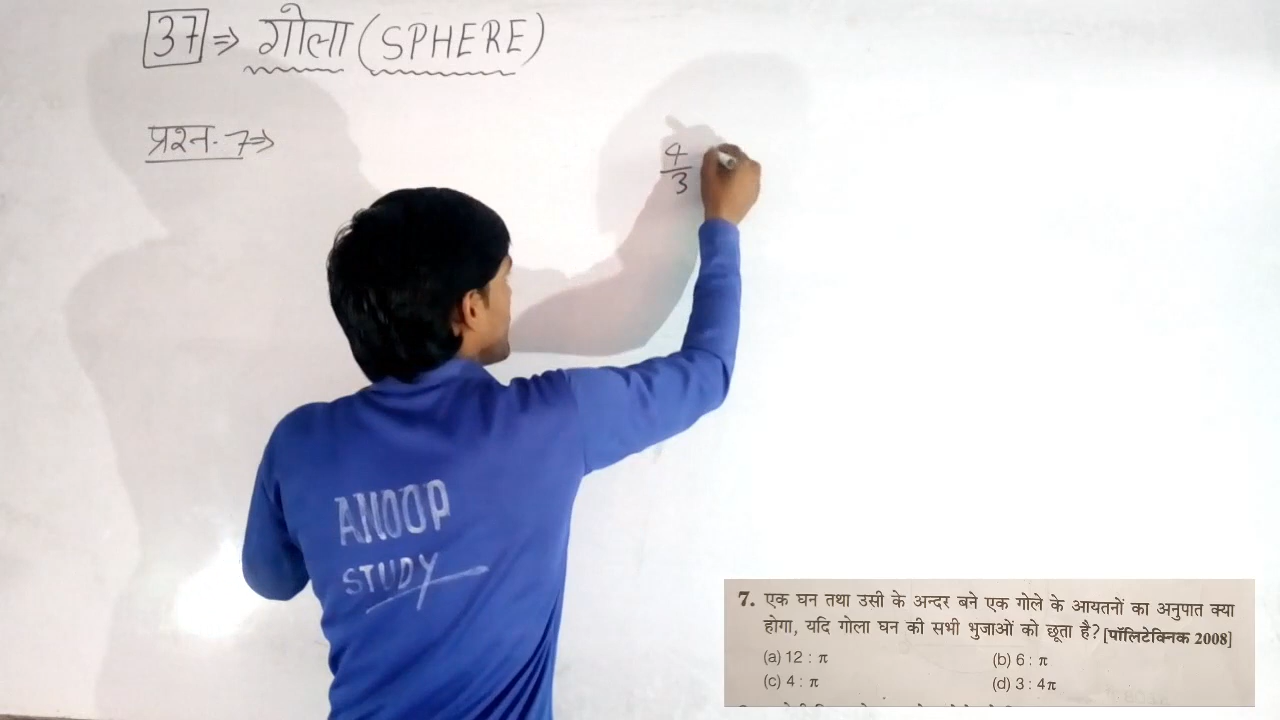 37 ⇒ गोला (SPHERE)
प्रश्न. 7 ⇒
4
3
ANOOP
STUDY
7. एक घन तथा उसी के अन्दर बने एक गोले के आयतनों का अनुपात क्या
होगा, यदि गोला घन की सभी भुजाओं को छूता है? [पॉलिटेक्निक 2008]
(a) 12 : π (b) 6 : π
(c) 4 : π (d) 3 : 4π